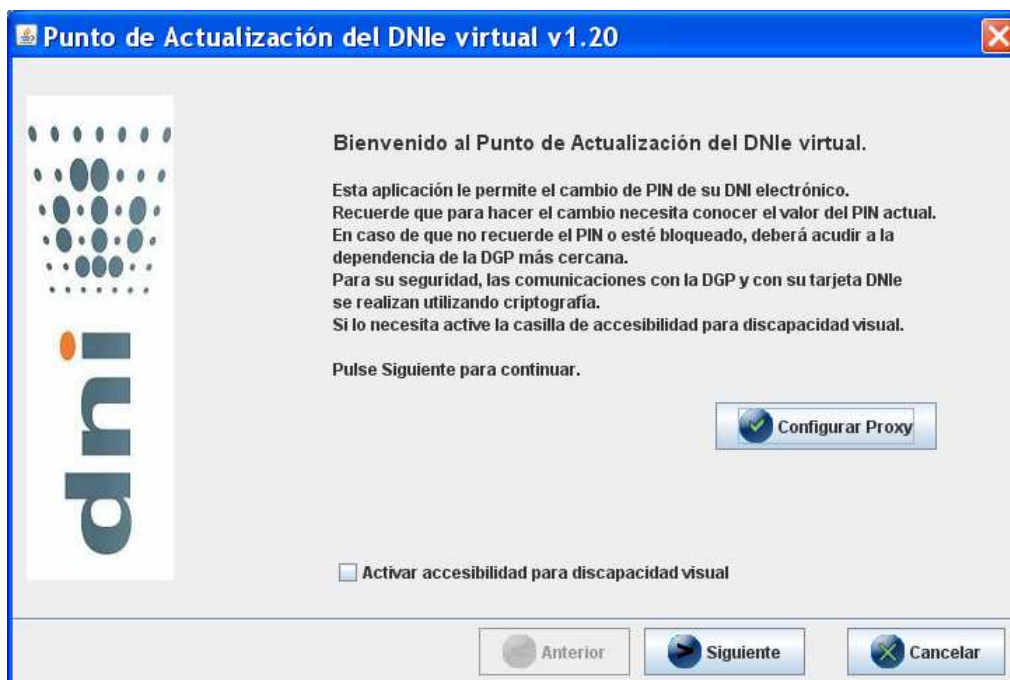 Punto de Actualización del DNIe virtual v1.20
dni
Bienvenido al Punto de Actualización del DNIe virtual.
Esta aplicación le permite el cambio de PIN de su DNI electrónico.
Recuerde que para hacer el cambio necesita conocer el valor del PIN actual.
En caso de que no recuerde el PIN o esté bloqueado, deberá acudir a la
dependencia de la DGP más cercana.
Para su seguridad, las comunicaciones con la DGP y con su tarjeta DNIe
se realizan utilizando criptografía.
Si lo necesita active la casilla de accesibilidad para discapacidad visual.
Pulse Siguiente para continuar.
Configurar Proxy
Activar accesibilidad para discapacidad visual
Anterior
Siguiente
Cancelar